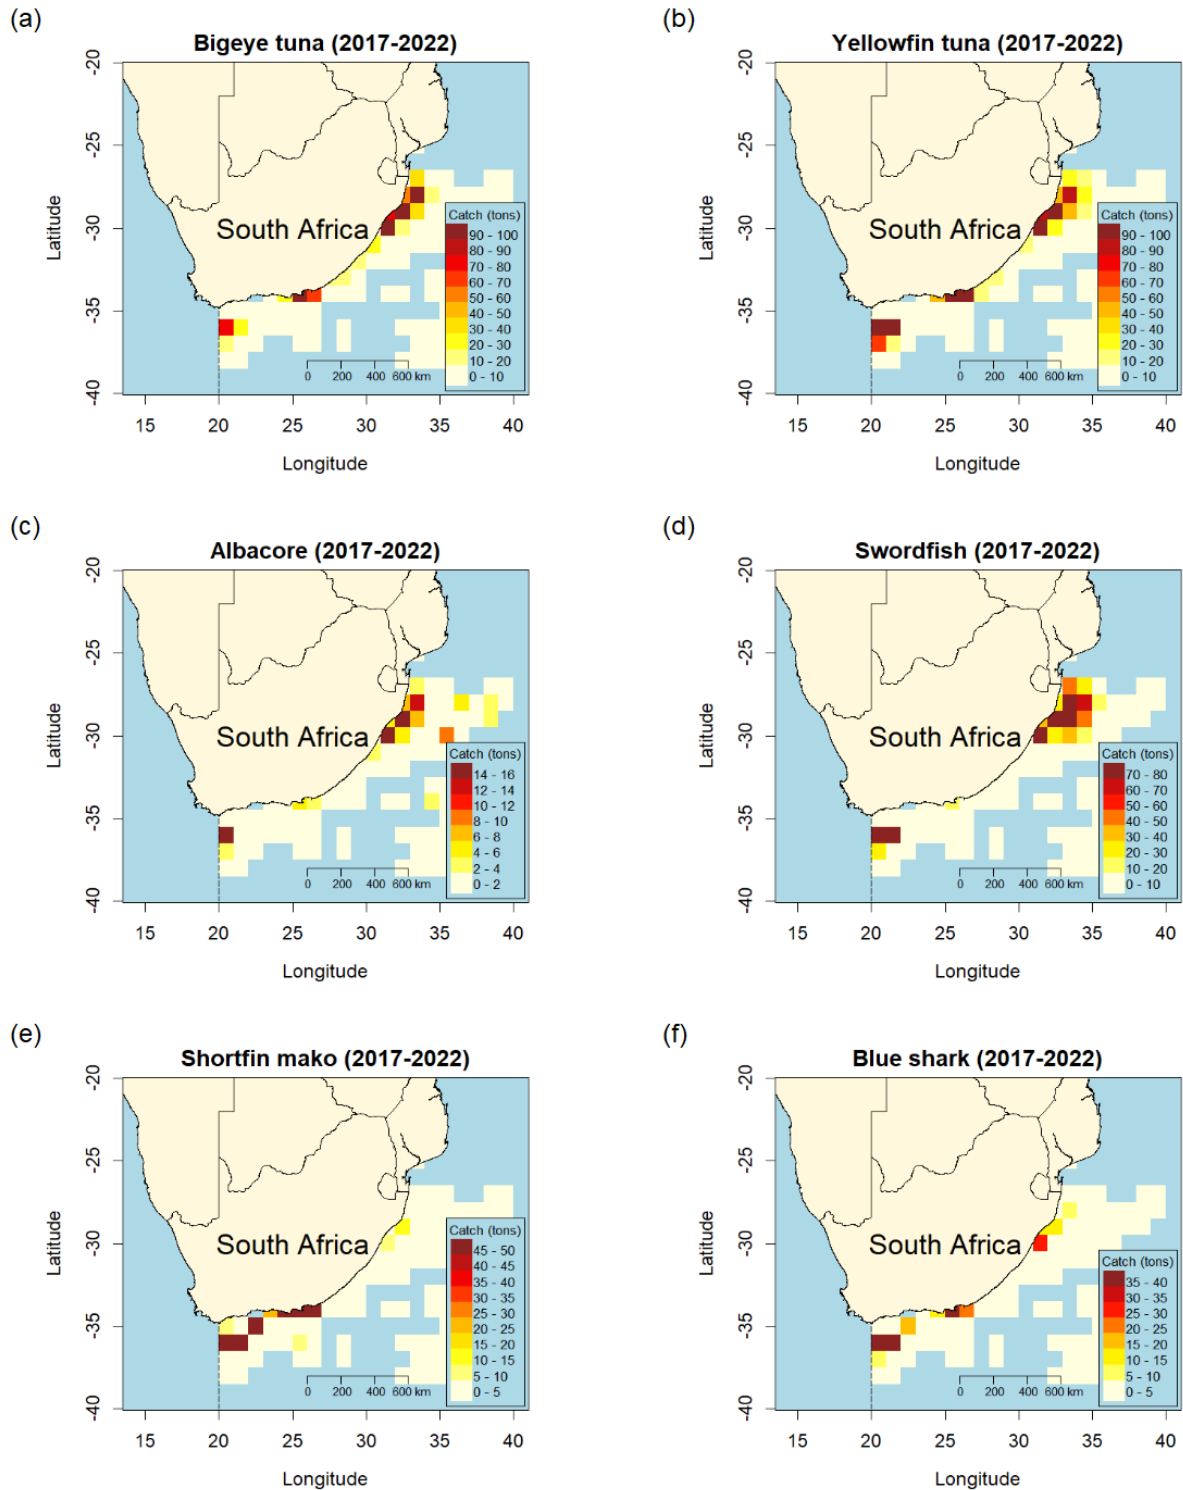 (a)
Bigeye tuna (2017-2022)
-20
-25
-30
-35
-40
Latitude
South Africa
Catch (tons)
90 - 100
80 - 90
70 - 80
60 - 70
50 - 60
40 - 50
30 - 40
20 - 30
10 - 20
0 - 10
0 200 400 600 km
15 20 25 30 35 40
Longitude
(b)
Yellowfin tuna (2017-2022)
-20
-25
-30
-35
-40
Latitude
South Africa
Catch (tons)
90 - 100
80 - 90
70 - 80
60 - 70
50 - 60
40 - 50
30 - 40
20 - 30
10 - 20
0 - 10
0 200 400 600 km
15 20 25 30 35 40
Longitude
(c)
Albacore (2017-2022)
-20
-25
-30
-35
-40
Latitude
South Africa
Catch (tons)
14 - 16
12 - 14
10 - 12
8 - 10
6 - 8
4 - 6
2 - 4
0 - 2
0 200 400 600 km
15 20 25 30 35 40
Longitude
(d)
Swordfish (2017-2022)
-20
-25
-30
-35
-40
Latitude
South Africa
Catch (tons)
70 - 80
60 - 70
50 - 60
40 - 50
30 - 40
20 - 30
10 - 20
0 - 10
0 200 400 600 km
15 20 25 30 35 40
Longitude
(e)
Shortfin mako (2017-2022)
-20
-25
-30
-35
-40
Latitude
South Africa
Catch (tons)
45 - 50
40 - 45
35 - 40
30 - 35
25 - 30
20 - 25
15 - 20
10 - 15
5 - 10
0 - 5
0 200 400 600 km
15 20 25 30 35 40
Longitude
(f)
Blue shark (2017-2022)
-20
-25
-30
-35
-40
Latitude
South Africa
Catch (tons)
35 - 40
30 - 35
25 - 30
20 - 25
15 - 20
10 - 15
5 - 10
0 - 5
0 200 400 600 km
15 20 25 30 35 40
Longitude